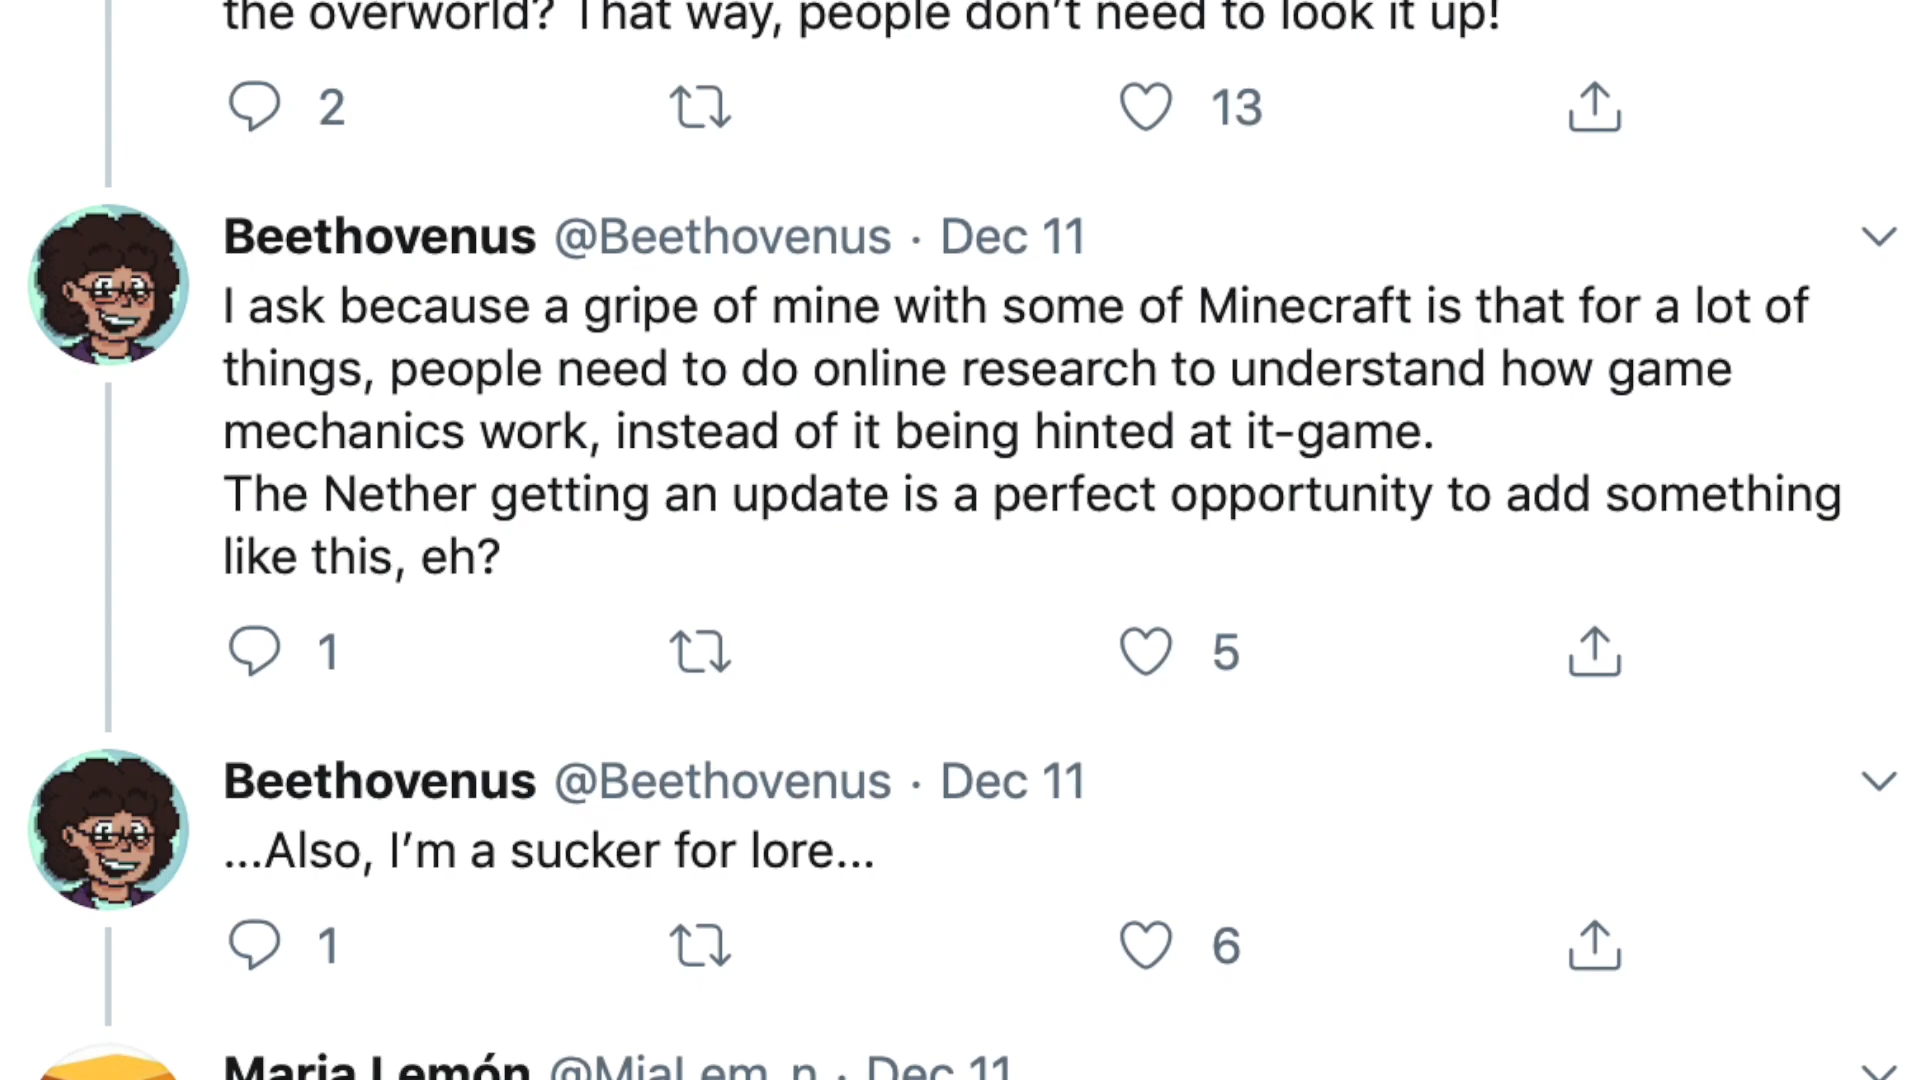 the overworld? That way, people don't need to look it up!
2 13
Beethovenus @Beethovenus · Dec 11
I ask because a gripe of mine with some of Minecraft is that for a lot of
things, people need to do online research to understand how game
mechanics work, instead of it being hinted at it-game.
The Nether getting an update is a perfect opportunity to add something
like this, eh?
1 5
Beethovenus @Beethovenus · Dec 11
...Also, I’m a sucker for lore...
1 6
Maria Lemón @MiaLem_n · Dec 11